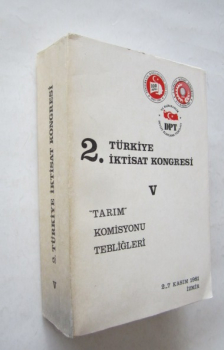 DPT
2. TÜRKİYE
İKTİSAT KONGRESİ
V
"TARIM"
KOMİSYONU
TEBLİĞLERİ
2.7 KASIM 1981
İZMİR
2. TÜRKİYE İKTİSAT KONGRESİ